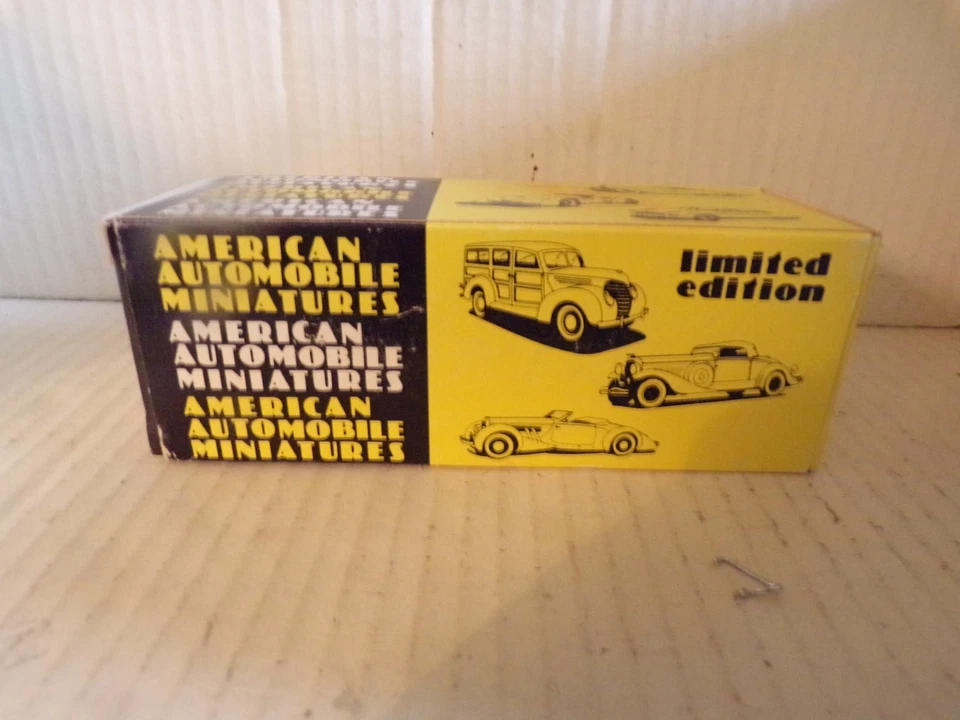 AMERICAN
AUTOMOBILE
MINIATURES
AMERICAN
AUTOMOBILE
MINIATURES
AMERICAN
AUTOMOBILE
MINIATURES
limited
edition